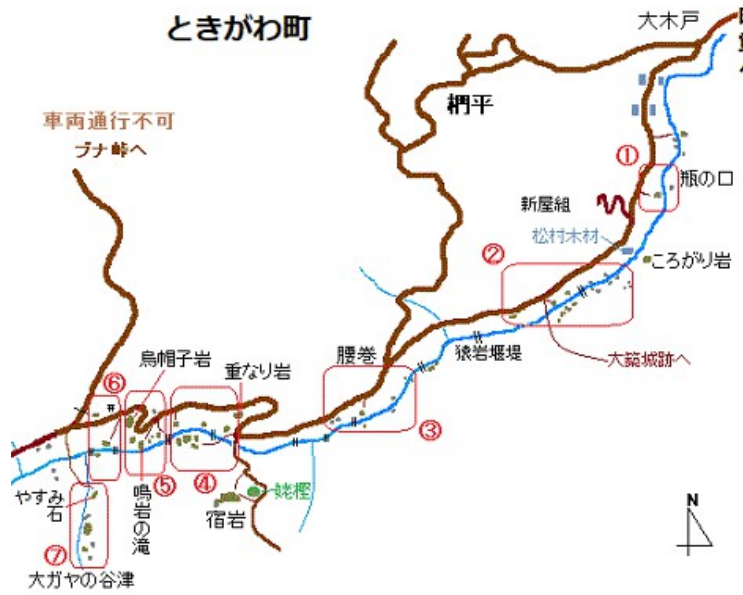 ときがわ町
大木戸
車両通行不可
ブナ峠へ
椚平
①
瓶の口
新屋組
松村木材
ころがり岩
②
大築城跡へ
猿岩堰堤
腰巻
③
烏帽子岩
重なり岩
⑥
⑤
④
鳴岩の滝
やすみ
石
姥樫
宿岩
⑦
大ガヤの谷津
N